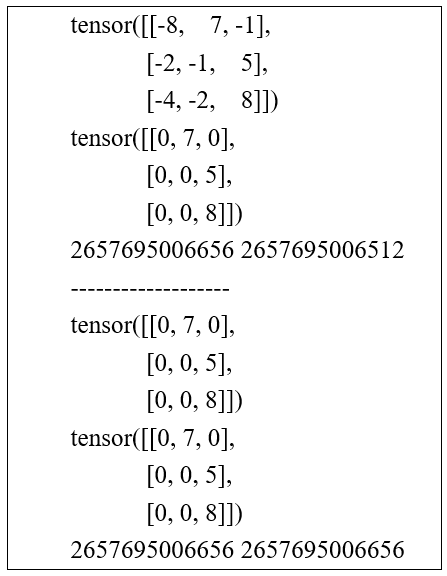 tensor([[-8, 7, -1],
[-2, -1, 5],
[-4, -2, 8]])
tensor([[0, 7, 0],
[0, 0, 5],
[0, 0, 8]])
2657695006656 2657695006512
-------------------
tensor([[0, 7, 0],
[0, 0, 5],
[0, 0, 8]])
tensor([[0, 7, 0],
[0, 0, 5],
[0, 0, 8]])
2657695006656 2657695006656